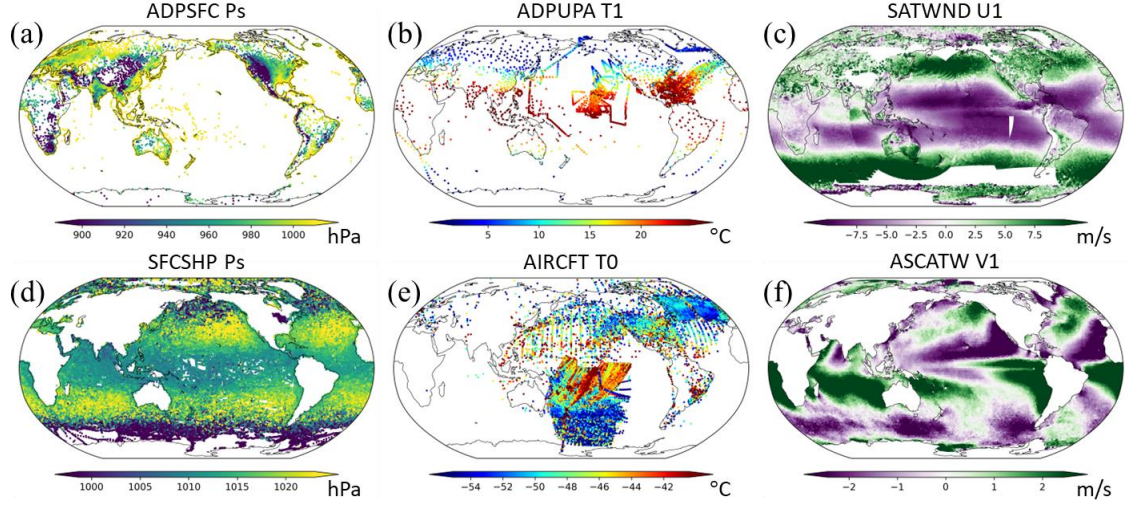 (a) ADPSFC Ps
(b) ADPUPA T1
(c) SATWND U1
900 920 940 960 980 1000 hPa
5 10 15 20 °C
−7.5 −5.0 −2.5 0.0 2.5 5.0 7.5 m/s
(d) SFCSHP Ps
(e) AIRCFT T0
(f) ASCATW V1
1000 1005 1010 1015 1020 hPa
−54 −52 −50 −48 −46 −44 −42 °C
−2 −1 0 1 2 m/s